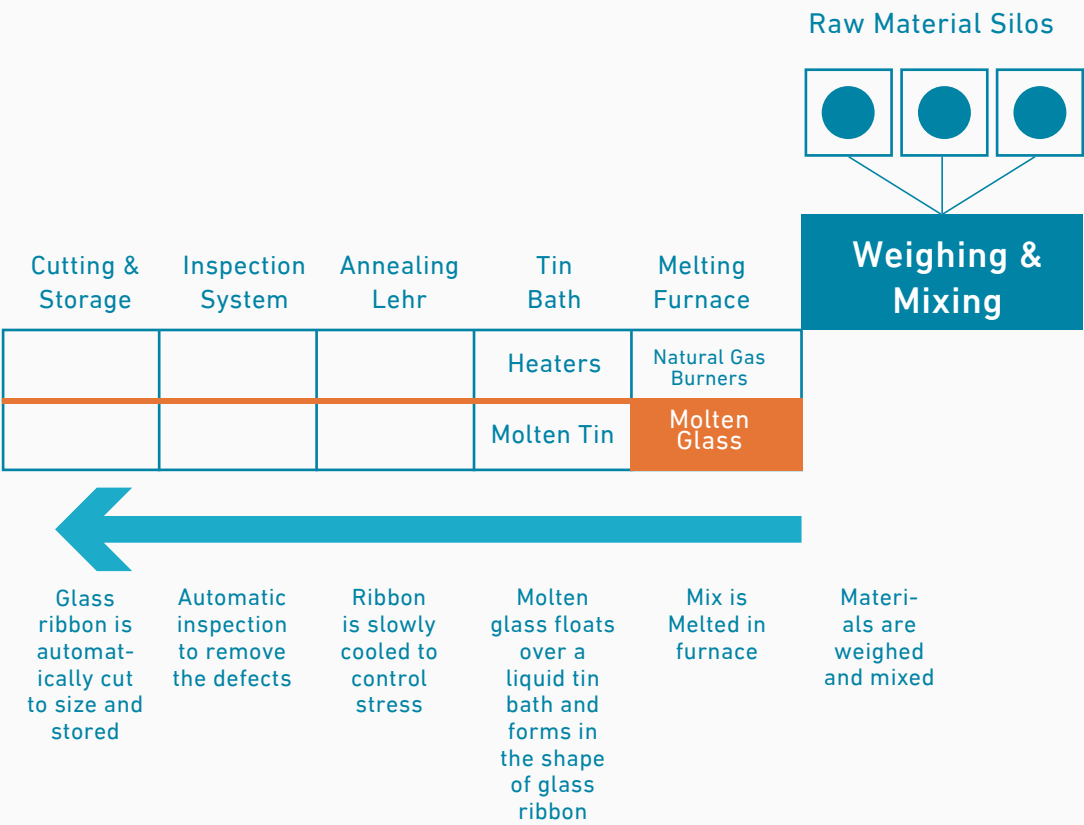 Raw Material Silos
Weighing &
Mixing
Cutting &
Storage
Inspection
System
Annealing
Lehr
Tin
Bath
Melting
Furnace
Heaters
Natural Gas
Burners
Molten Tin
Molten
Glass
Glass
ribbon is
automat-
ically cut
to size and
stored
Automatic
inspection
to remove
the defects
Ribbon
is slowly
cooled to
control
stress
Molten
glass floats
over a
liquid tin
bath and
forms in
the shape
of glass
ribbon
Mix is
Melted in
furnace
Materi-
als are
weighed
and mixed